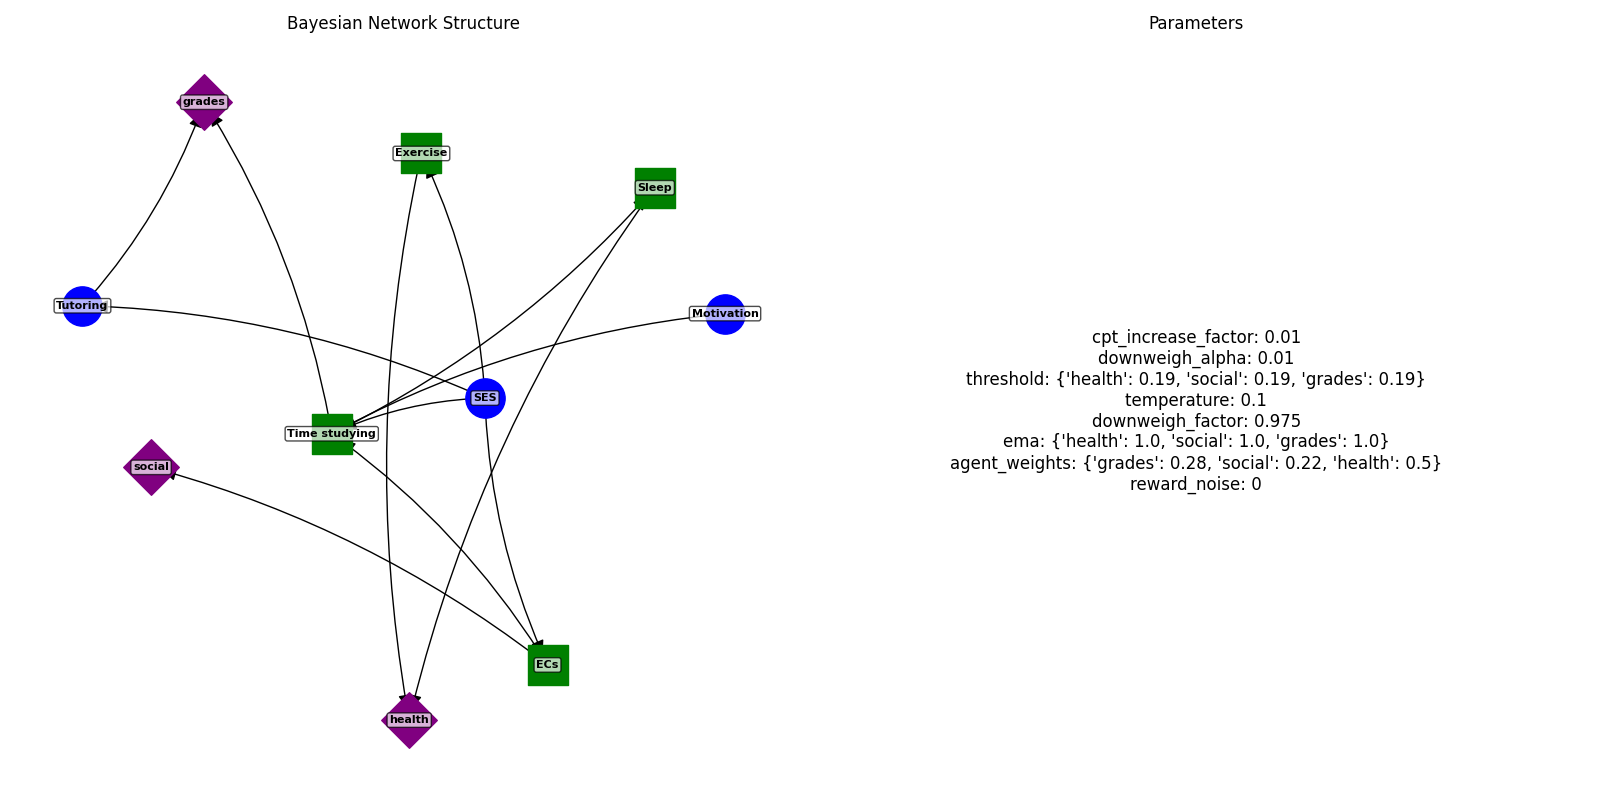 Bayesian Network Structure
Parameters
grades
Exercise
Sleep
Tutoring
Motivation
SES
Time studying
social
ECs
health
cpt_increase_factor: 0.01
downweigh_alpha: 0.01
threshold: {'health': 0.19, 'social': 0.19, 'grades': 0.19}
temperature: 0.1
downweigh_factor: 0.975
ema: {'health': 1.0, 'social': 1.0, 'grades': 1.0}
agent_weights: {'grades': 0.28, 'social': 0.22, 'health': 0.5}
reward_noise: 0